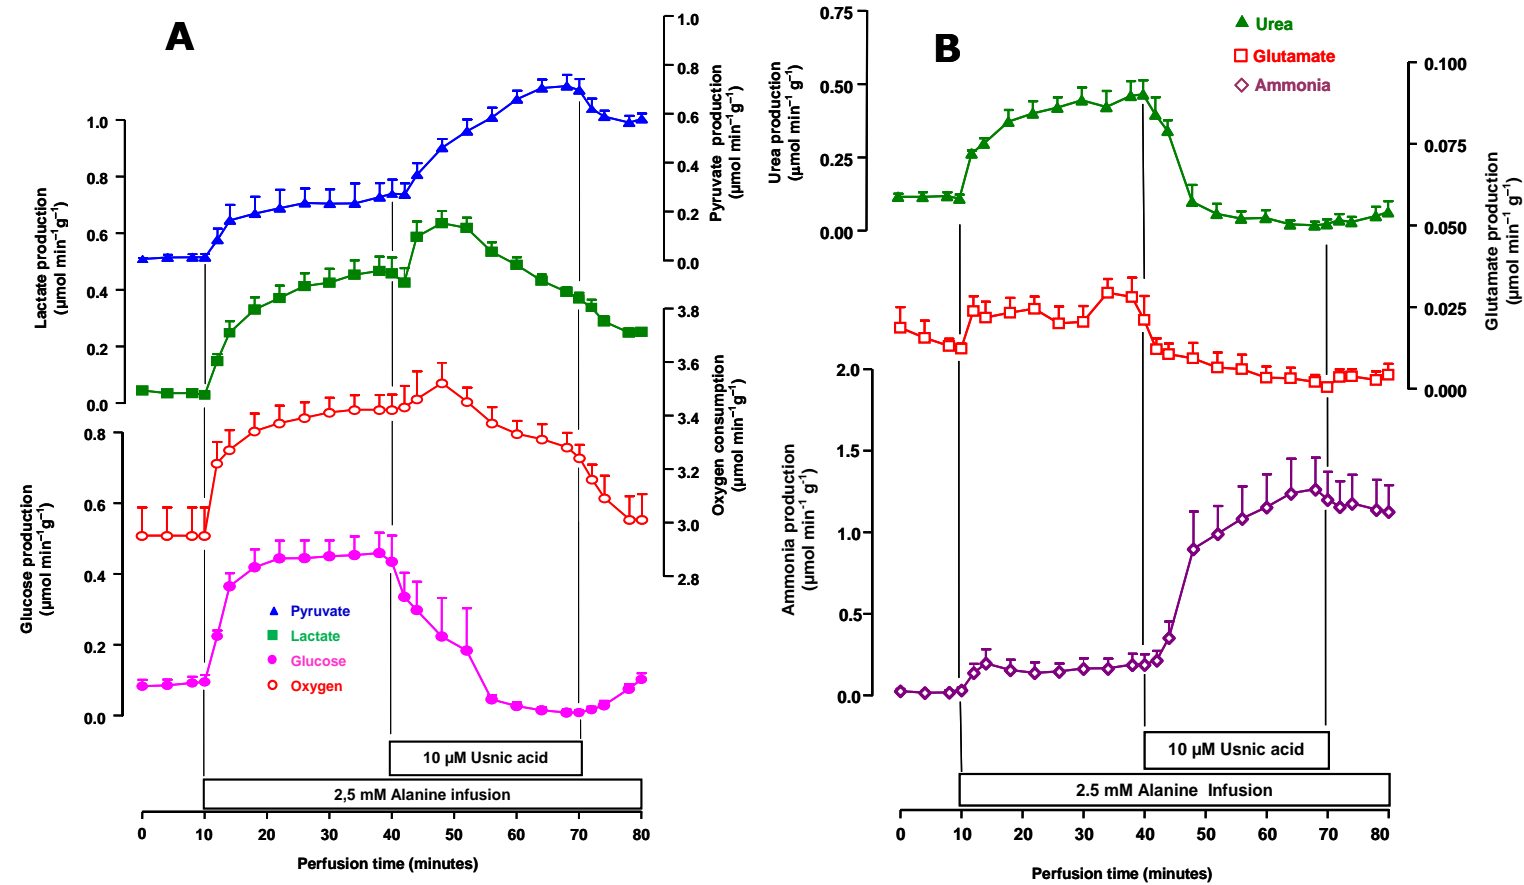 A
1.0
0.8
0.6
0.4
0.2
0.0
Pyruvate production
(µmol min⁻¹g⁻¹)
1.0
0.8
0.6
0.4
0.2
0.0
Lactate production
(µmol min⁻¹g⁻¹)
3.8
3.6
3.4
3.2
3.0
2.8
Oxygen consumption
(µmol min⁻¹g⁻¹)
0.8
0.6
0.4
0.2
0.0
Glucose production
(µmol min⁻¹g⁻¹)
Pyruvate
Lactate
Glucose
Oxygen
10 µM Usnic acid
2,5 mM Alanine infusion
0 10 20 30 40 50 60 70 80
Perfusion time (minutes)
B
0.75
0.50
0.25
0.00
Urea production
(µmol min⁻¹ g⁻¹)
Urea
Glutamate
Ammonia
0.100
0.075
0.050
0.025
0.000
Glutamate production
(µmol min⁻¹ g⁻¹)
2.0
1.5
1.0
0.5
0.0
Ammonia production
(µmol min⁻¹ g⁻¹)
10 µM Usnic acid
2.5 mM Alanine Infusion
0 10 20 30 40 50 60 70 80
Perfusion time (minutes)